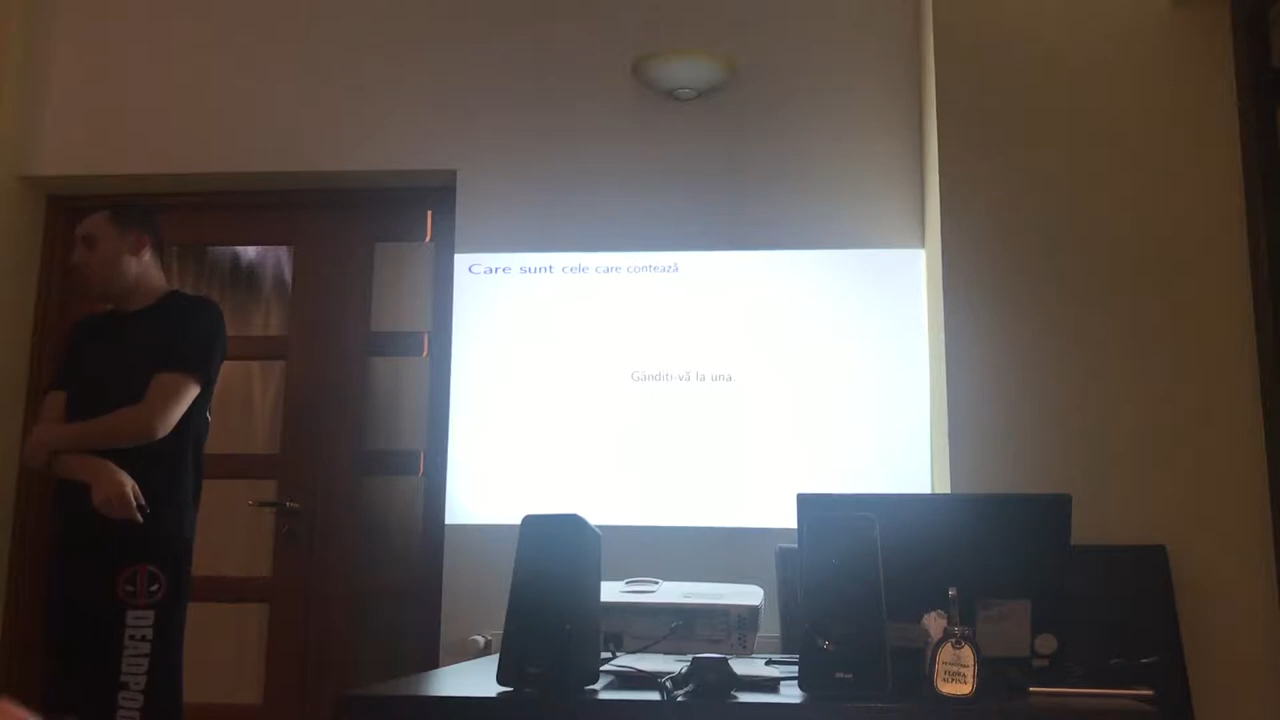 Care sunt cele care contează
Gândiți-vă la una.
DEADPOO
FLORA
ALPINA